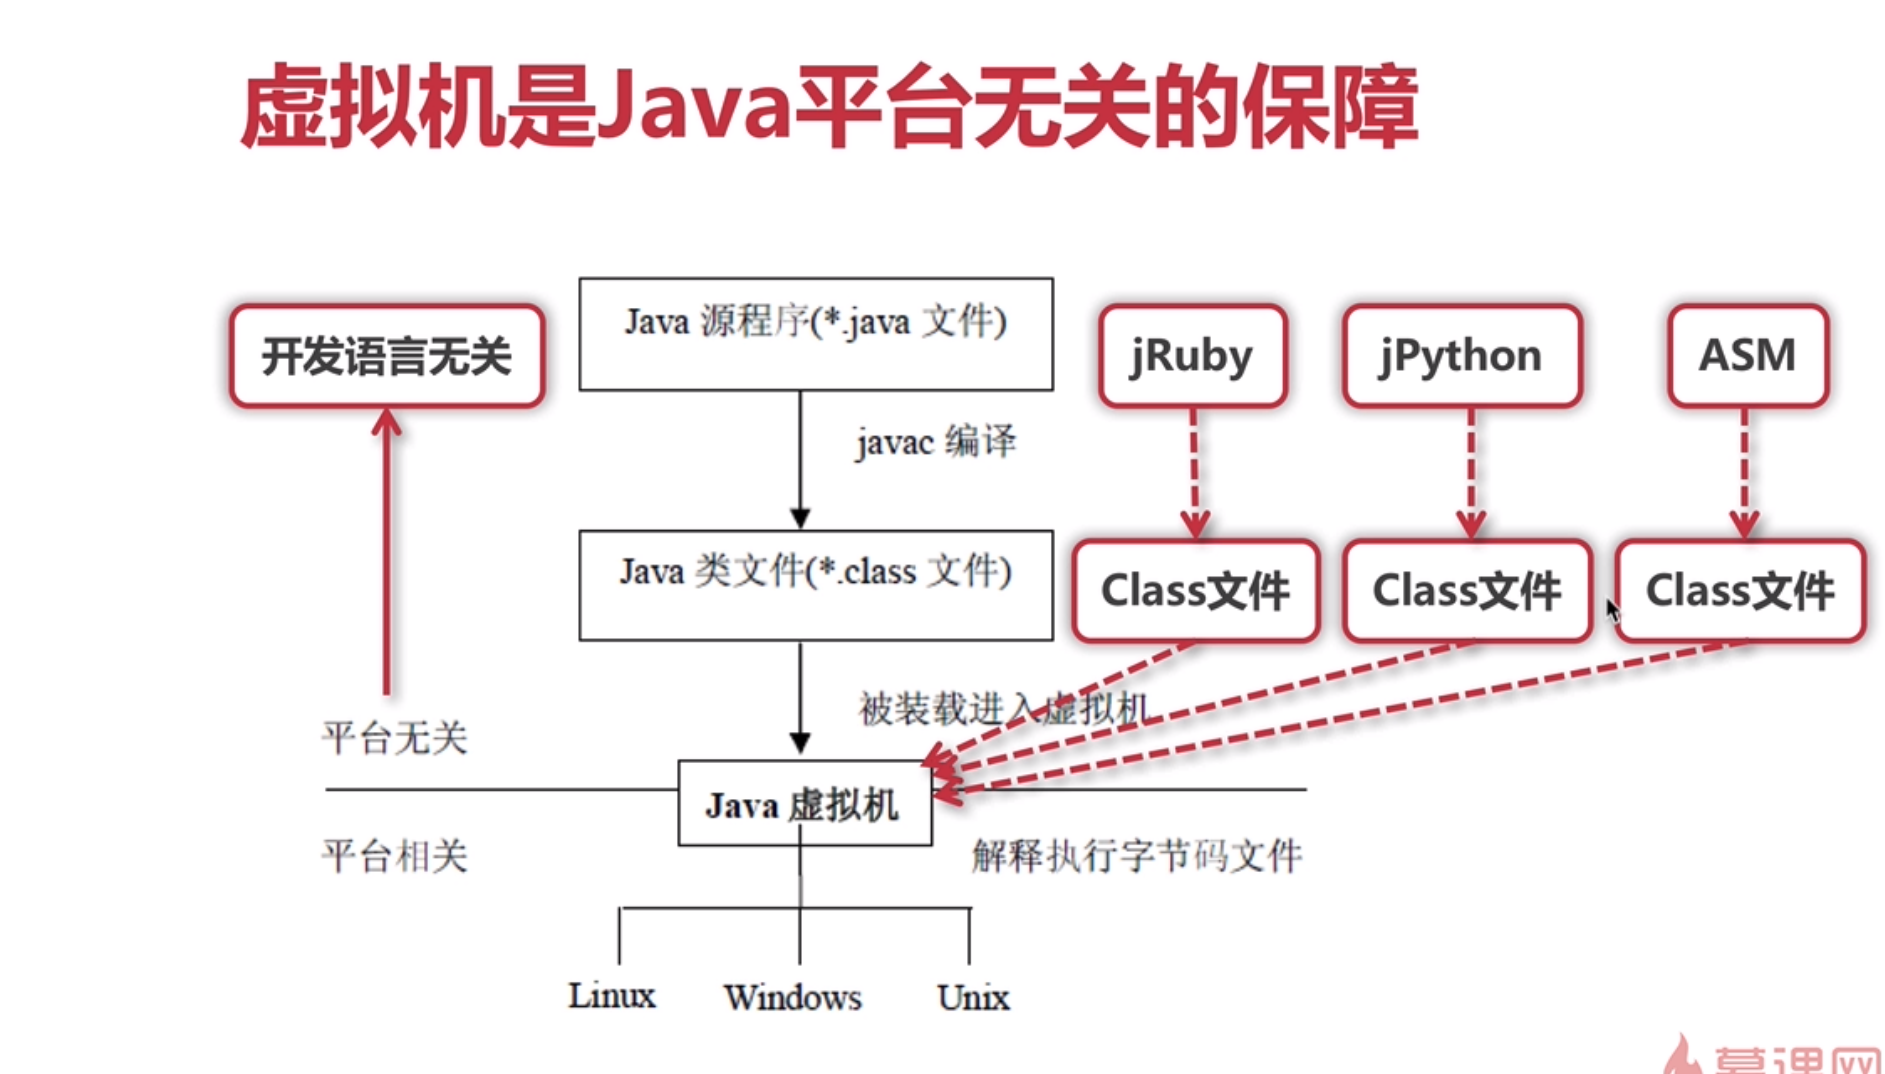 虚拟机是Java平台无关的保障
开发语言无关
Java 源程序(*.java 文件)
jRuby
jPython
ASM
javac 编译
Java 类文件(*.class 文件)
Class文件
Class文件
Class文件
被装载进入虚拟机
平台无关
Java 虚拟机
平台相关
解释执行字节码文件
Linux
Windows
Unix
慕课网